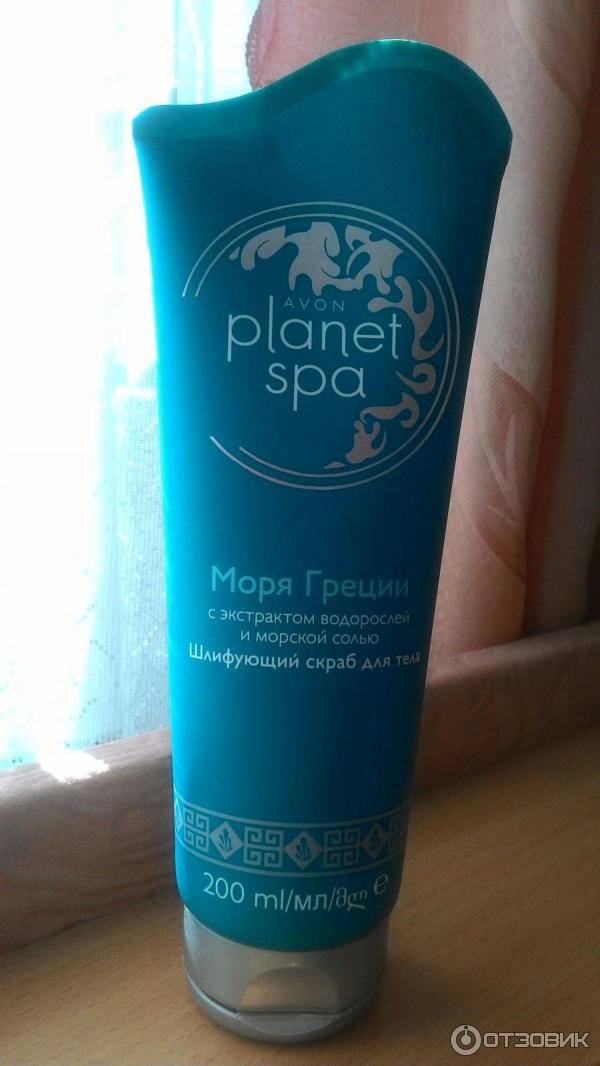 AVON
planet
spa
Моря Греции
с экстрактом водорослей
и морской солью
Шлифующий скраб для тела
200 ml/мл/მლ ℮
ОТЗОВИК